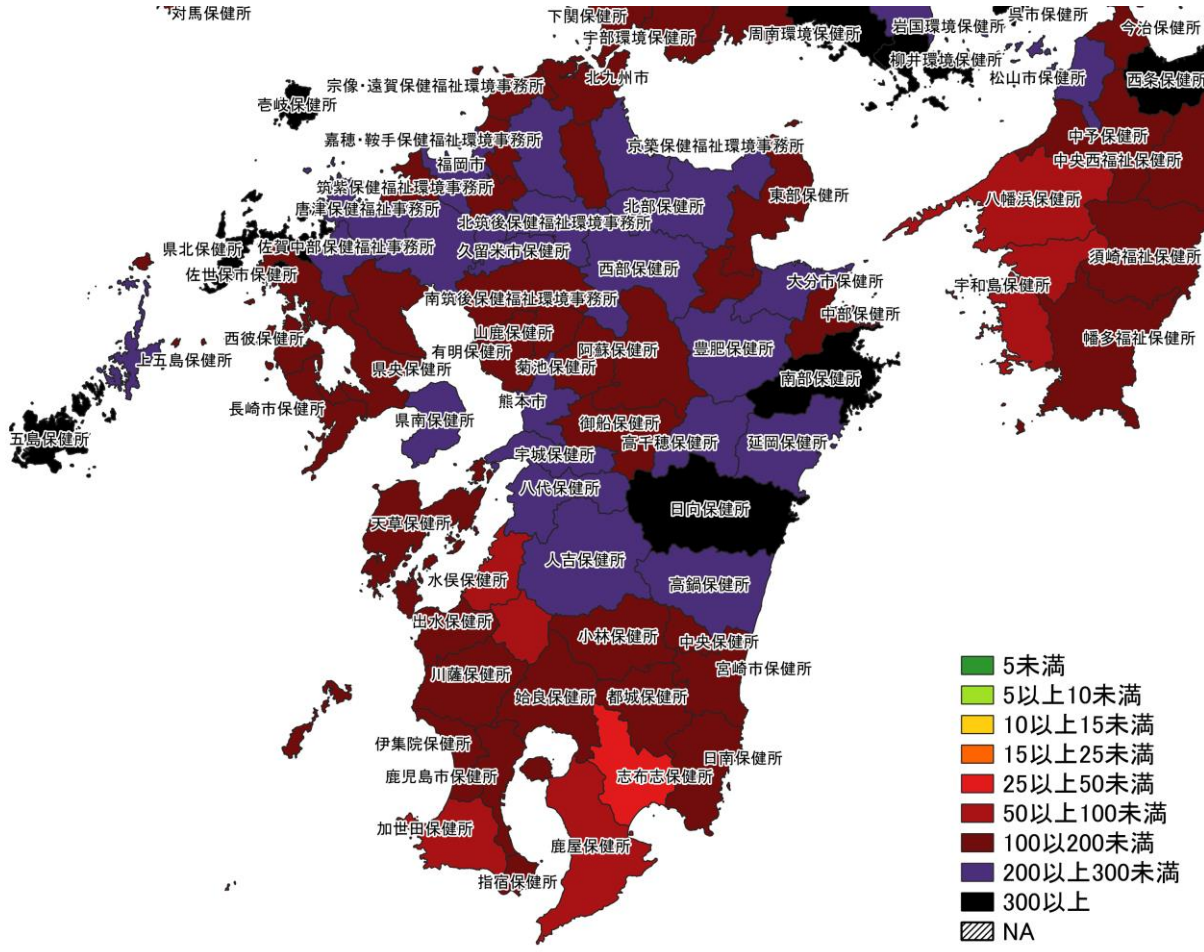 対馬保健所
下関保健所
周南環境保健所
岩国環境保健所
呉市保健所
今治保健所
宇部環境保健所
柳井環境保健所
松山市保健所
西条保健所
北九州市
宗像・遠賀保健福祉環境事務所
壱岐保健所
中予保健所
嘉穂・鞍手保健福祉環境事務所
京築保健福祉環境事務所
中央西福祉保健所
福岡市
筑紫保健福祉環境事務所
東部保健所
八幡浜保健所
唐津保健福祉事務所
北部保健所
北筑後保健福祉環境事務所
県北保健所
佐賀中部保健福祉事務所
久留米市保健所
須崎福祉保健所
佐世保市保健所
西部保健所
大分市保健所
宇和島保健所
南筑後保健福祉環境事務所
中部保健所
西彼保健所
山鹿保健所
幡多福祉保健所
上五島保健所
有明保健所
阿蘇保健所
豊肥保健所
県央保健所
菊池保健所
南部保健所
長崎市保健所
熊本市
県南保健所
御船保健所
五島保健所
高千穂保健所
延岡保健所
宇城保健所
八代保健所
日向保健所
天草保健所
人吉保健所
水俣保健所
高鍋保健所
出水保健所
小林保健所
中央保健所
宮崎市保健所
川薩保健所
姶良保健所
都城保健所
伊集院保健所
日南保健所
鹿児島市保健所
志布志保健所
加世田保健所
鹿屋保健所
指宿保健所
5未満
5以上10未満
10以上15未満
15以上25未満
25以上50未満
50以上100未満
100以200未満
200以上300未満
300以上
NA